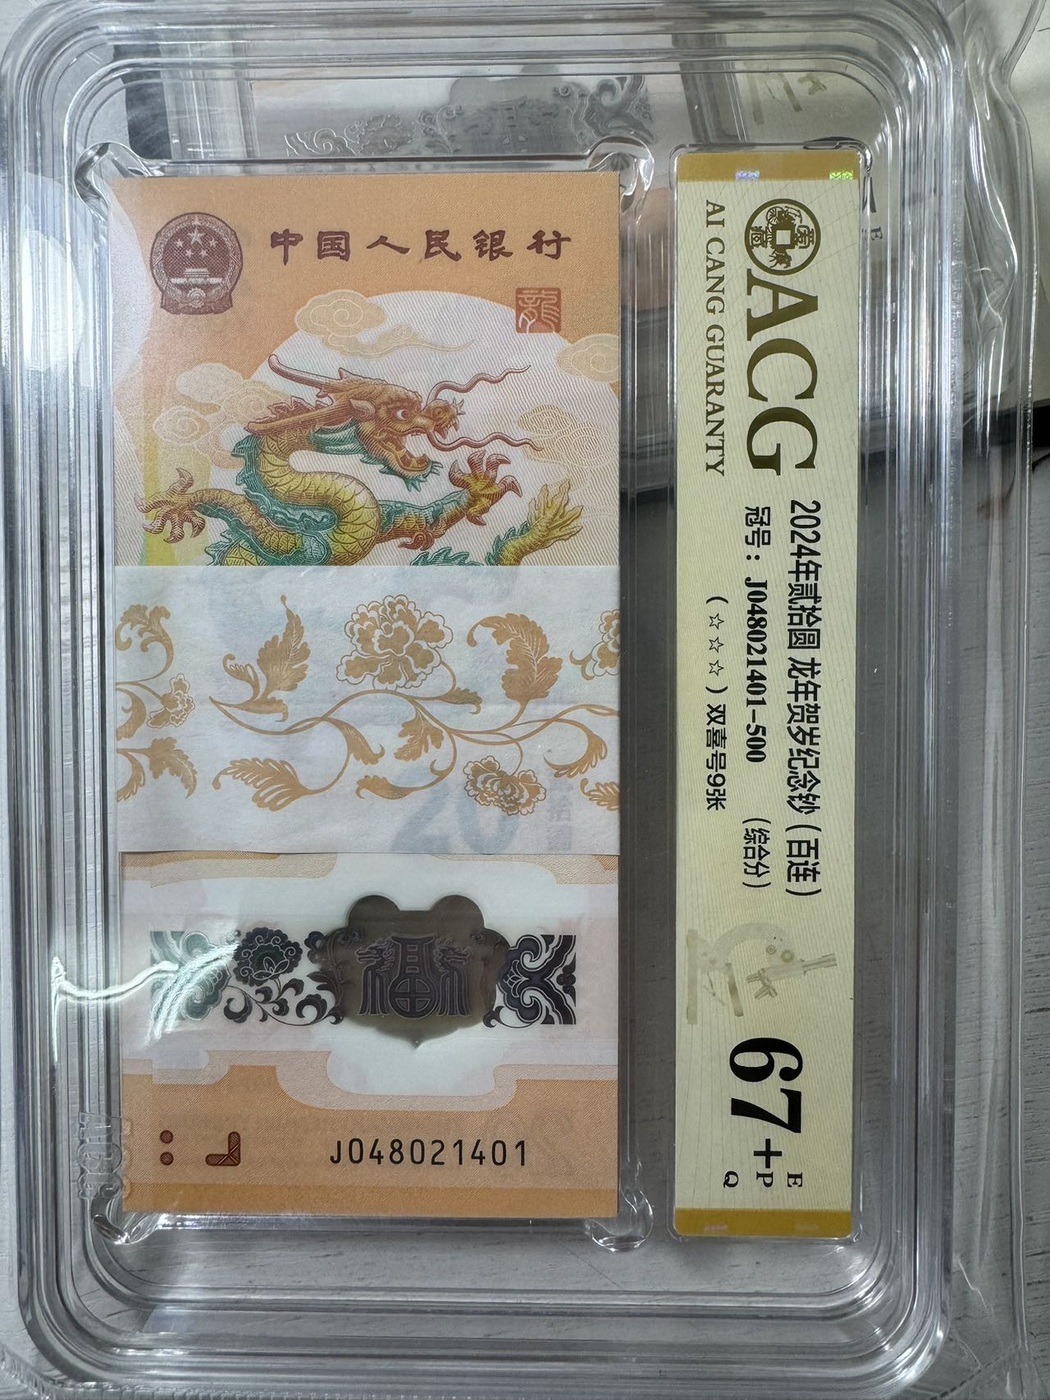 中国人民银行
龍
20
J048021401
ACG
AI CANG GUARANTY
2024年贰拾圆 龙年贺岁纪念钞（百连）
冠号：J048021401-500 （综合分）
（☆☆☆）双喜号9张
67+
E
P
Q